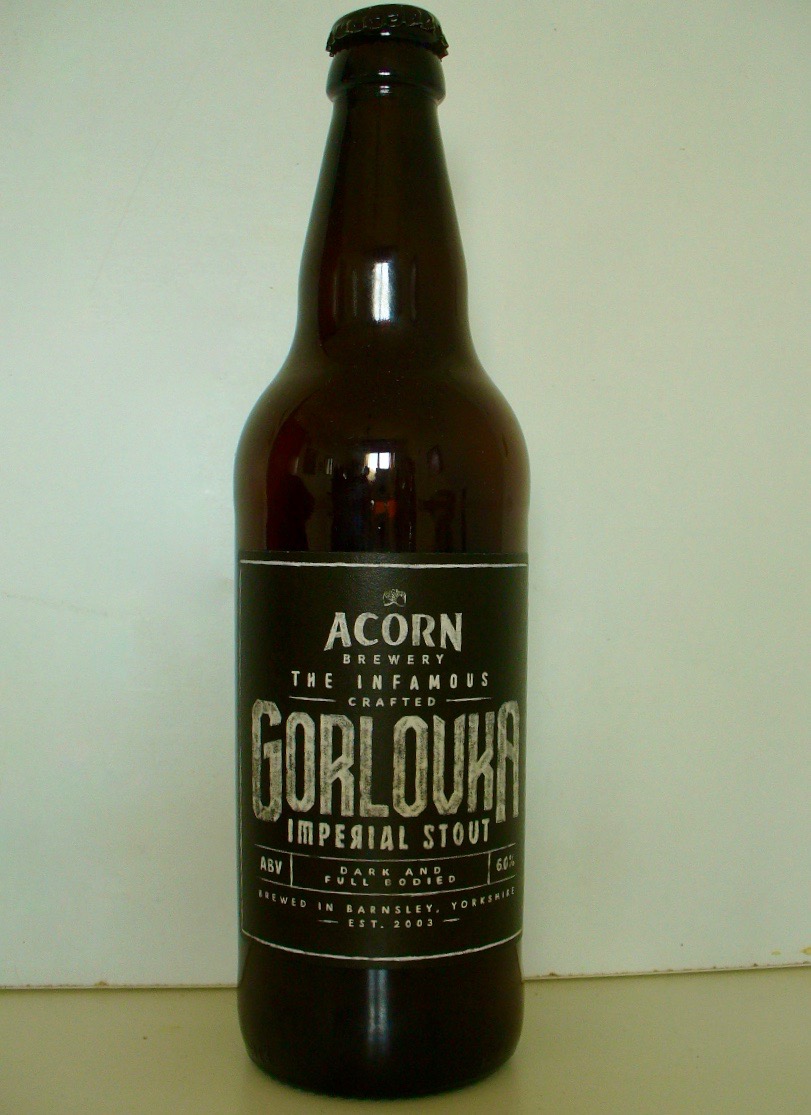 ACORN
BREWERY
THE INFAMOUS
CRAFTED
GORLOVKA
IMPEЯIAL STOUT
ABV DARK AND 6.0%
FULL BODIED
BREWED IN BARNSLEY, YORKSHIRE
EST. 2003